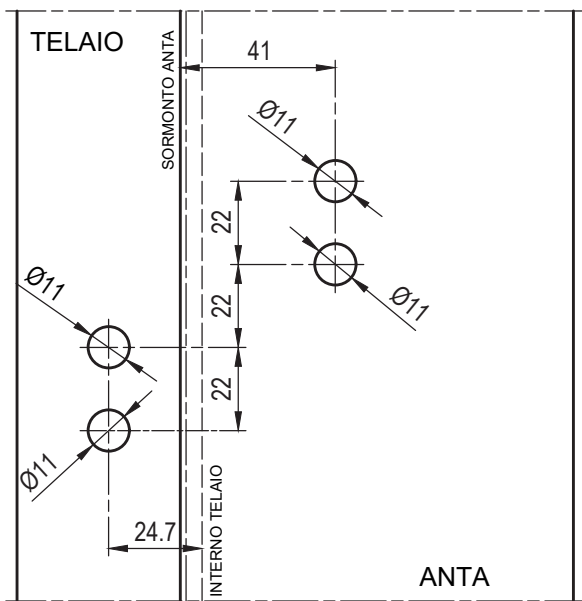 TELAIO
SORMONTO ANTA
41
Ø11
22
Ø11
22
Ø11
22
Ø11
24.7
INTERNO TELAIO
ANTA